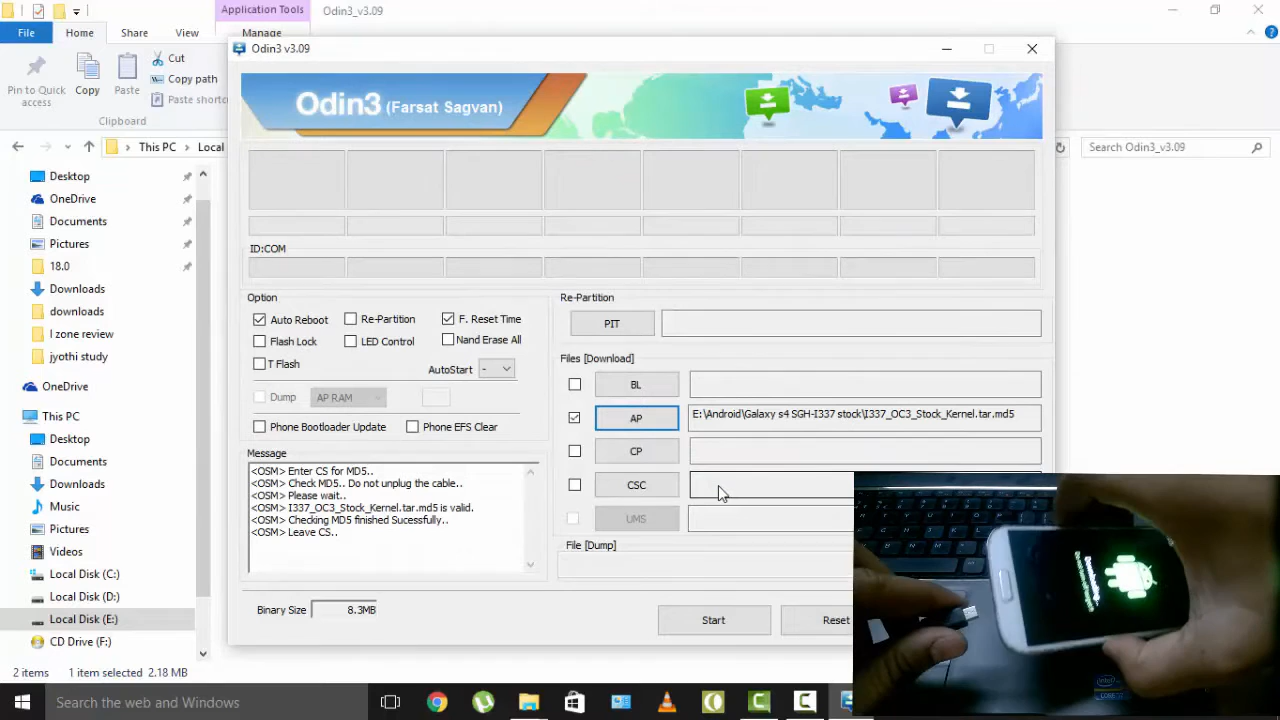 Application Tools
Odin3_v3.09
File
Home
Share
View
Manage
Pin to Quick access
Copy
Paste
Cut
Copy path
Paste shortc
Clipboard
This PC
Local
Search Odin3_v3.09
Desktop
OneDrive
Documents
Pictures
18.0
Downloads
downloads
I zone review
jyothi study
OneDrive
This PC
Desktop
Documents
Downloads
Music
Pictures
Videos
Local Disk (C:)
Local Disk (D:)
Local Disk (E:)
CD Drive (F:)
2 items
1 item selected 2.18 MB
Odin3 v3.09
Odin3 (Farsat Sagvan)
ID:COM
Option
Auto Reboot
Re-Partition
F. Reset Time
Flash Lock
LED Control
Nand Erase All
T Flash
AutoStart
-
Dump
AP RAM
Phone Bootloader Update
Phone EFS Clear
Message
<OSM> Enter CS for MD5..
<OSM> Check MD5.. Do not unplug the cable..
<OSM> Please wait..
<OSM> I337_OC3_Stock_Kernel.tar.md5 is valid.
<OSM> Checking MD5 finished Sucessfully..
<OSM> Leave CS..
Binary Size
8.3MB
Re-Partition
PIT
Files [Download]
BL
AP
E:\Android\Galaxy s4 SGH-I337 stock\I337_OC3_Stock_Kernel.tar.md5
CP
CSC
UMS
File [Dump]
Start
Reset
Search the web and Windows